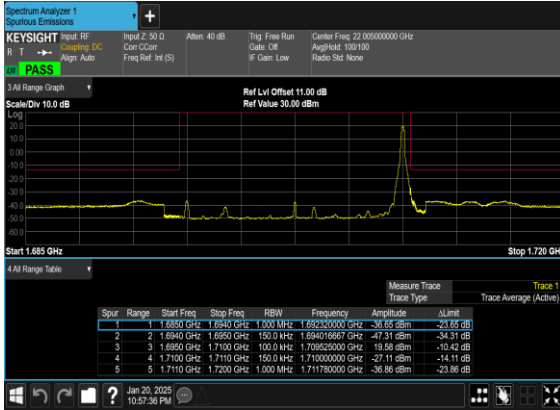 Spectrum Analyzer 1
Spurious Emissions
+
KEYSIGHT Input: RF Input Z: 50 Ω Atten: 40 dB Trig: Free Run Center Freq: 22.005000000 GHz
R T Coupling: DC Corr CCorr Gate: Off Avg|Hold: 100/100
Align: Auto Freq Ref: Int (S) IF Gain: Low Radio Std: None
PASS
3 All Range Graph
Ref Lvl Offset 11.00 dB
Scale/Div 10.0 dB Ref Value 30.00 dBm
Log
20.0
10.0
0.00
-10.0
-20.0
-30.0
-40.0
-50.0
-60.0
Start 1.685 GHz Stop 1.720 GH
4 All Range Table
Measure Trace Trace 1
Trace Type Trace Average (Active)
Spur Range Start Freq Stop Freq RBW Frequency Amplitude ΔLimit
1 1 1.6850 GHz 1.6940 GHz 1.000 MHz 1.692320000 GHz -36.65 dBm -23.65 dB
2 2 1.6940 GHz 1.6950 GHz 150.0 kHz 1.694016667 GHz -47.31 dBm -34.31 dB
3 3 1.6950 GHz 1.7100 GHz 100.0 kHz 1.709525000 GHz 19.58 dBm -10.42 dB
4 4 1.7100 GHz 1.7110 GHz 150.0 kHz 1.710000000 GHz -27.11 dBm -14.11 dB
5 5 1.7110 GHz 1.7200 GHz 1.000 MHz 1.711780000 GHz -36.86 dBm -23.86 dB
?
Jan 20, 2025
10:57:36 PM